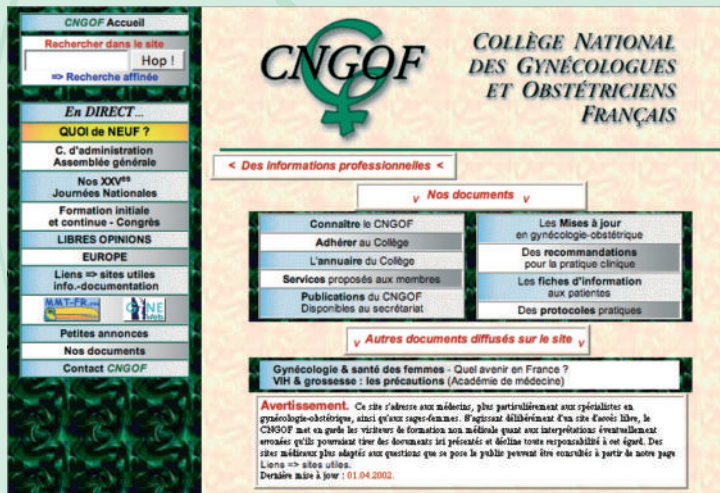 CNGOF Accueil
Rechercher dans le site
Hop !
=> Recherche affinée
En DIRECT...
QUOI de NEUF ?
C. d'administration
Assemblée générale
Nos XXVes
Journées Nationales
Formation initiale
et continue - Congrès
LIBRES OPINIONS
EUROPE
Liens => sites utiles
info.-documentation
MMT-FR.org
GYNE
Web
Petites annonces
Nos documents
Contact CNGOF
CNGOF
COLLÈGE NATIONAL
DES GYNÉCOLOGUES
ET OBSTÉTRICIENS
FRANÇAIS
< Des informations professionnelles <
v Nos documents v
Connaître le CNGOF
Adhérer au Collège
L'annuaire du Collège
Services proposés aux membres
Publications du CNGOF
Disponibles au secrétariat
Les Mises à jour
en gynécologie-obstétrique
Des recommandations
pour la pratique clinique
Les fiches d'information
aux patientes
Des protocoles pratiques
v Autres documents diffusés sur le site v
Gynécologie & santé des femmes - Quel avenir en France ?
VIH & grossesse : les précautions (Académie de médecine)
Avertissement. Ce site s'adresse aux médecins, plus particulièrement aux spécialistes en
gynécologie-obstétrique, ainsi qu'aux sages-femmes. S'agissant délibérément d'un site d'accès libre, le
CNGOF met en garde les visiteurs de formation non médicale quant aux interprétations éventuellement
erronées qu'ils pourraient tirer des documents ici présentés et décline toute responsabilité à cet égard. Des
sites médicaux plus adaptés aux questions que se pose le public peuvent être consultés à partir de notre page
Liens => sites utiles.
Dernière mise à jour : 01.04.2002.